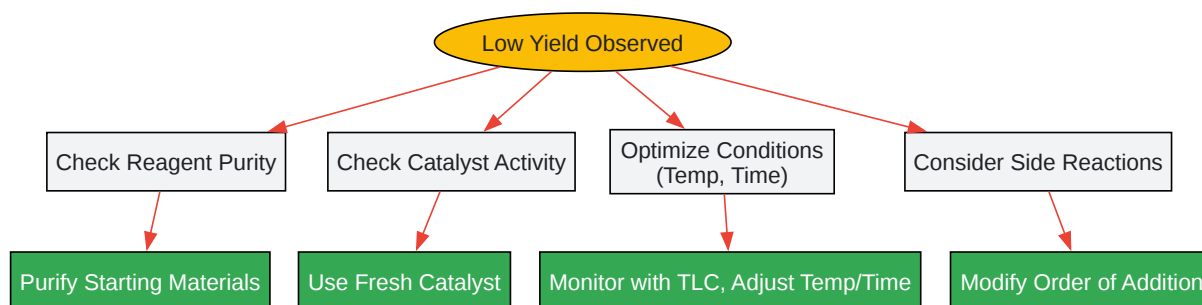 Low Yield Observed
Check Reagent Purity
Check Catalyst Activity
Optimize Conditions
(Temp, Time)
Consider Side Reactions
Purify Starting Materials
Use Fresh Catalyst
Monitor with TLC, Adjust Temp/Time
Modify Order of Addition